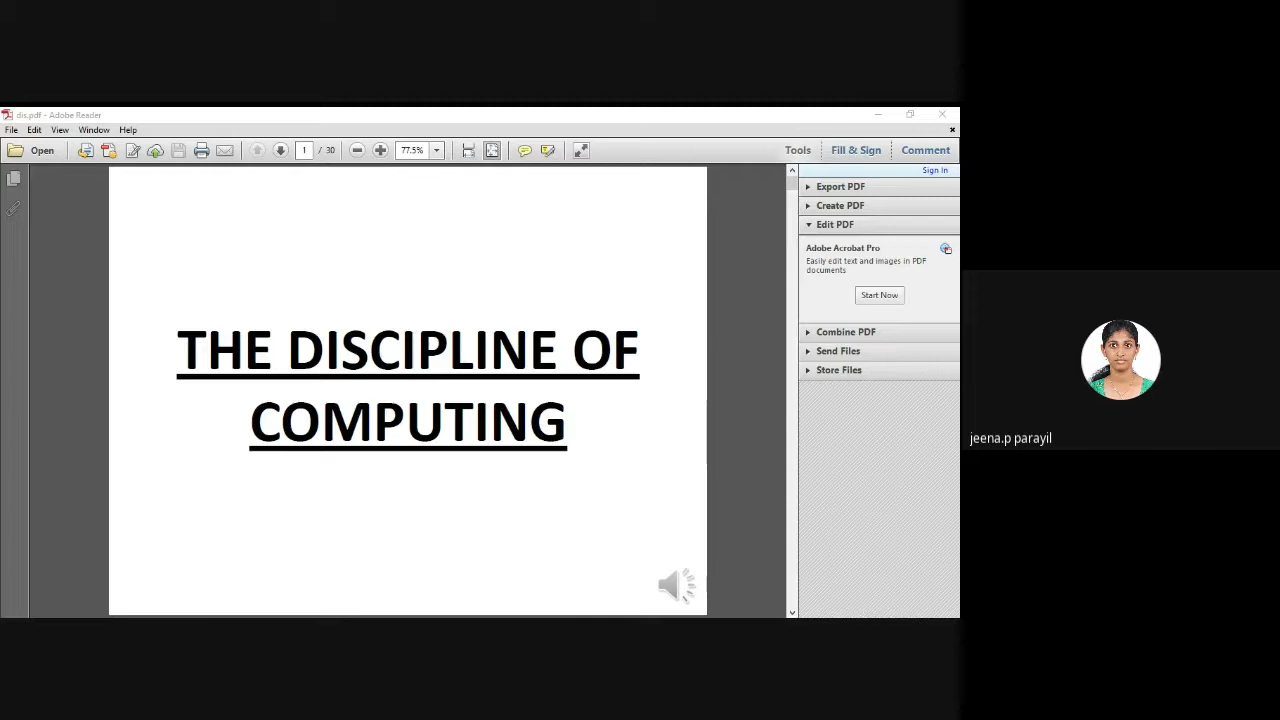 dis.pdf - Adobe Reader
File Edit View Window Help
Open 1 / 30 77.5% Tools Fill & Sign Comment
Sign In
Export PDF
Create PDF
Edit PDF
Adobe Acrobat Pro
Easily edit text and images in PDF
documents
Start Now
Combine PDF
Send Files
Store Files
THE DISCIPLINE OF
COMPUTING
jeena.p parayil